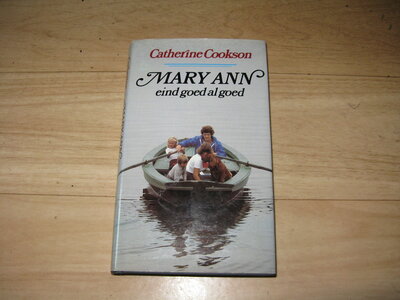 Catherine Cookson
MARY ANN
eind goed al goed